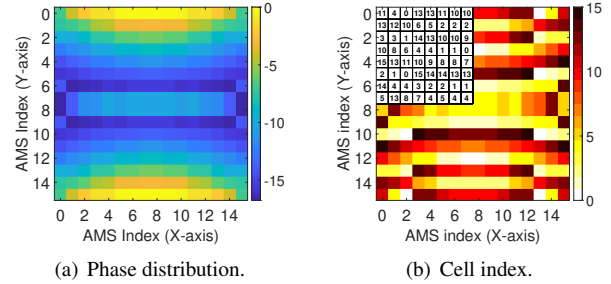 0
2
4
6
8
10
12
14
AMS Index (Y-axis)
0 2 4 6 8 10 12 14
AMS Index (X-axis)
0
-5
-10
-15
(a) Phase distribution.
0
2
4
6
8
10
12
14
AMS index (Y-axis)
11 4 0 13 13 11 10 10
13 12 10 6 5 2 2 2
3 1 1 14 13 10 10 9
10 8 6 4 4 1 1 0
15 13 11 10 9 8 8 7
2 1 0 15 14 14 13 13
14 4 4 3 2 2 1 1
5 13 8 7 4 5 4 4
0 2 4 6 8 10 12 14
AMS index (X-axis)
15
10
5
0
(b) Cell index.